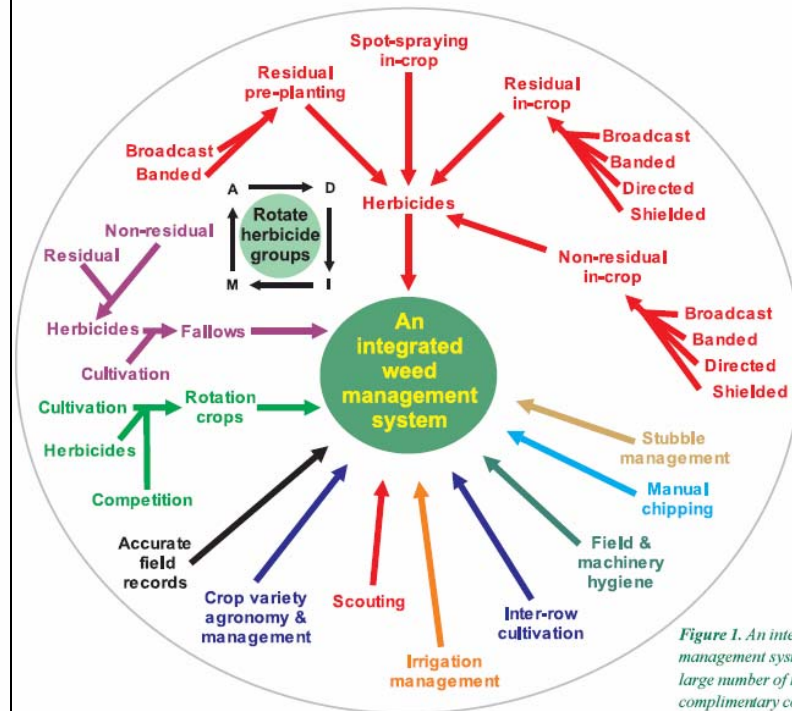 Spot-spraying
in-crop
Residual
pre-planting
Residual
in-crop
Broadcast
Banded
Broadcast
Banded
Directed
Shielded
A
D
Rotate
herbicide
groups
M
I
Herbicides
Non-residual
Residual
Non-residual
in-crop
Broadcast
Banded
Directed
Shielded
Herbicides
Fallows
Cultivation
An
integrated
weed
management
system
Cultivation
Rotation
crops
Herbicides
Competition
Stubble
management
Manual
chipping
Accurate
field
records
Field &
machinery
hygiene
Crop variety
agronomy &
management
Scouting
Inter-row
cultivation
Irrigation
management
Figure 1. An
management
large number of
complimentary